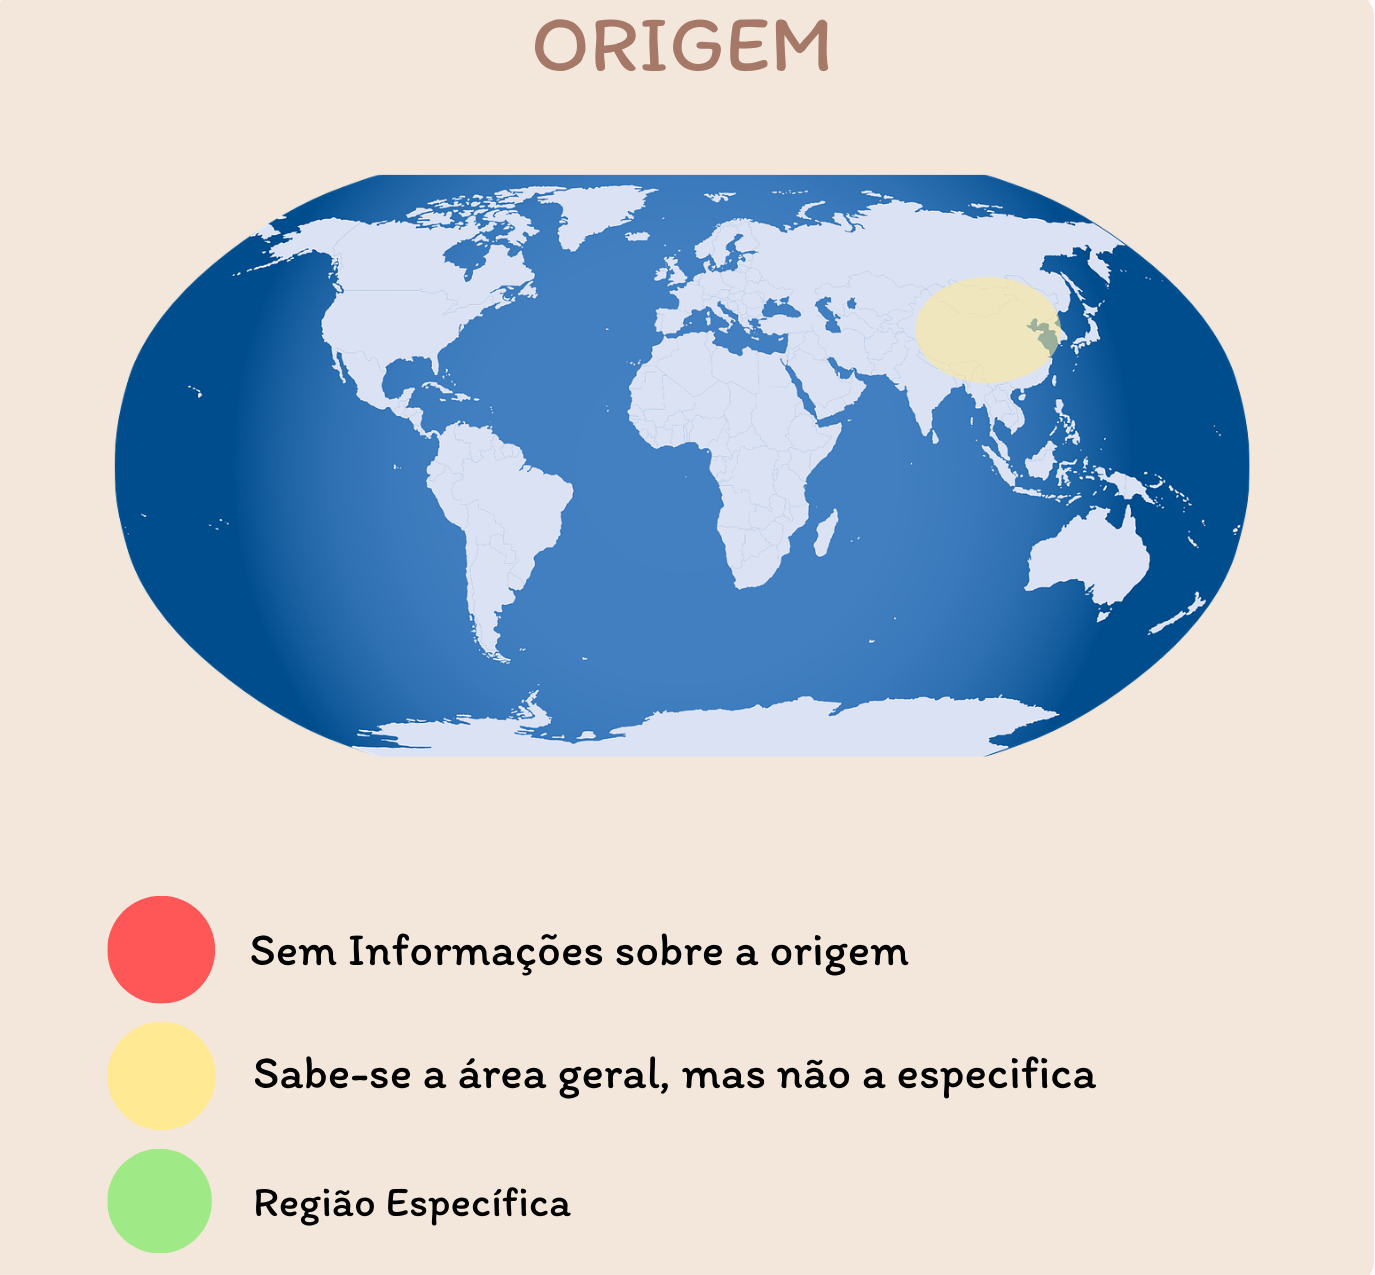 ORIGEM
Sem Informações sobre a origem
Sabe-se a área geral, mas não a especifica
Região Específica